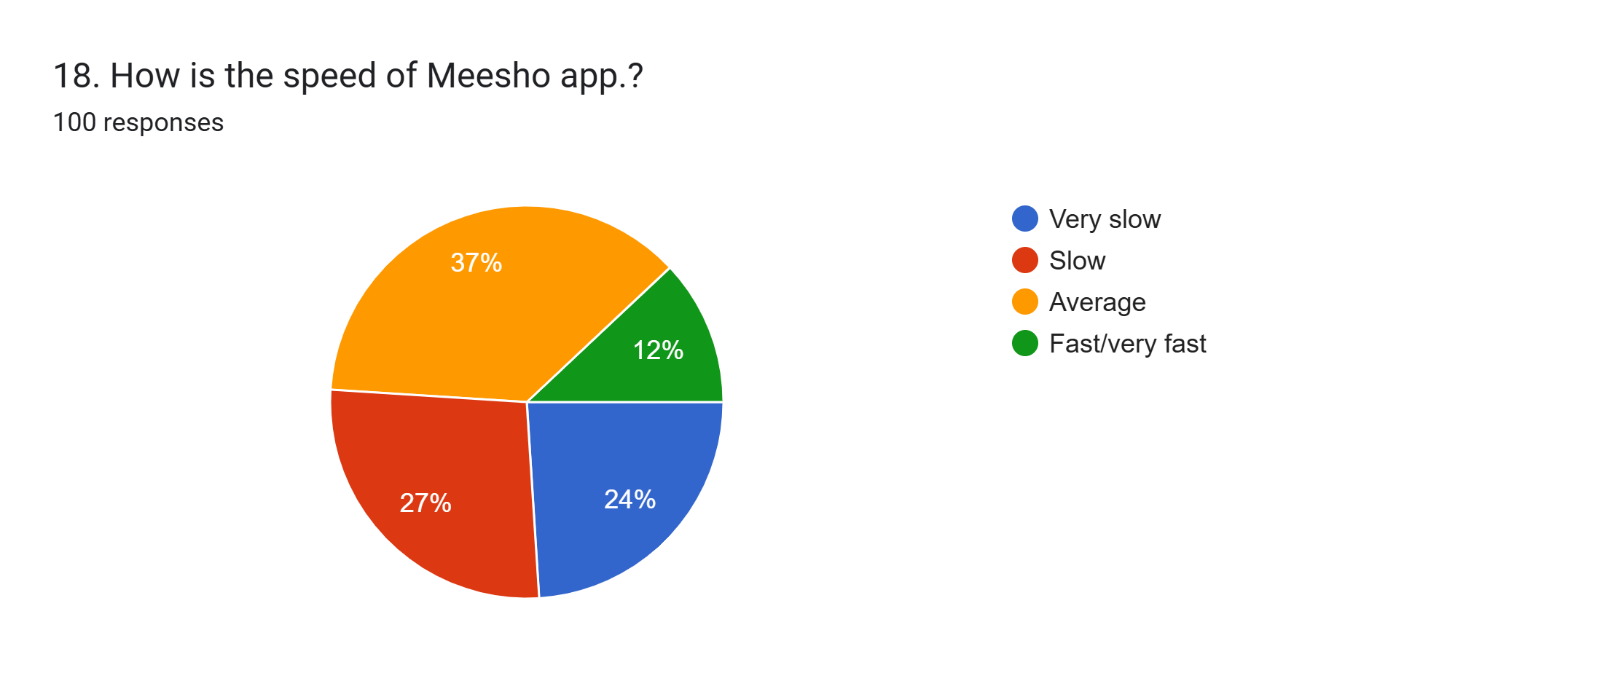 18. How is the speed of Meesho app.?
100 responses
37%
12%
27%
24%
Very slow
Slow
Average
Fast/very fast